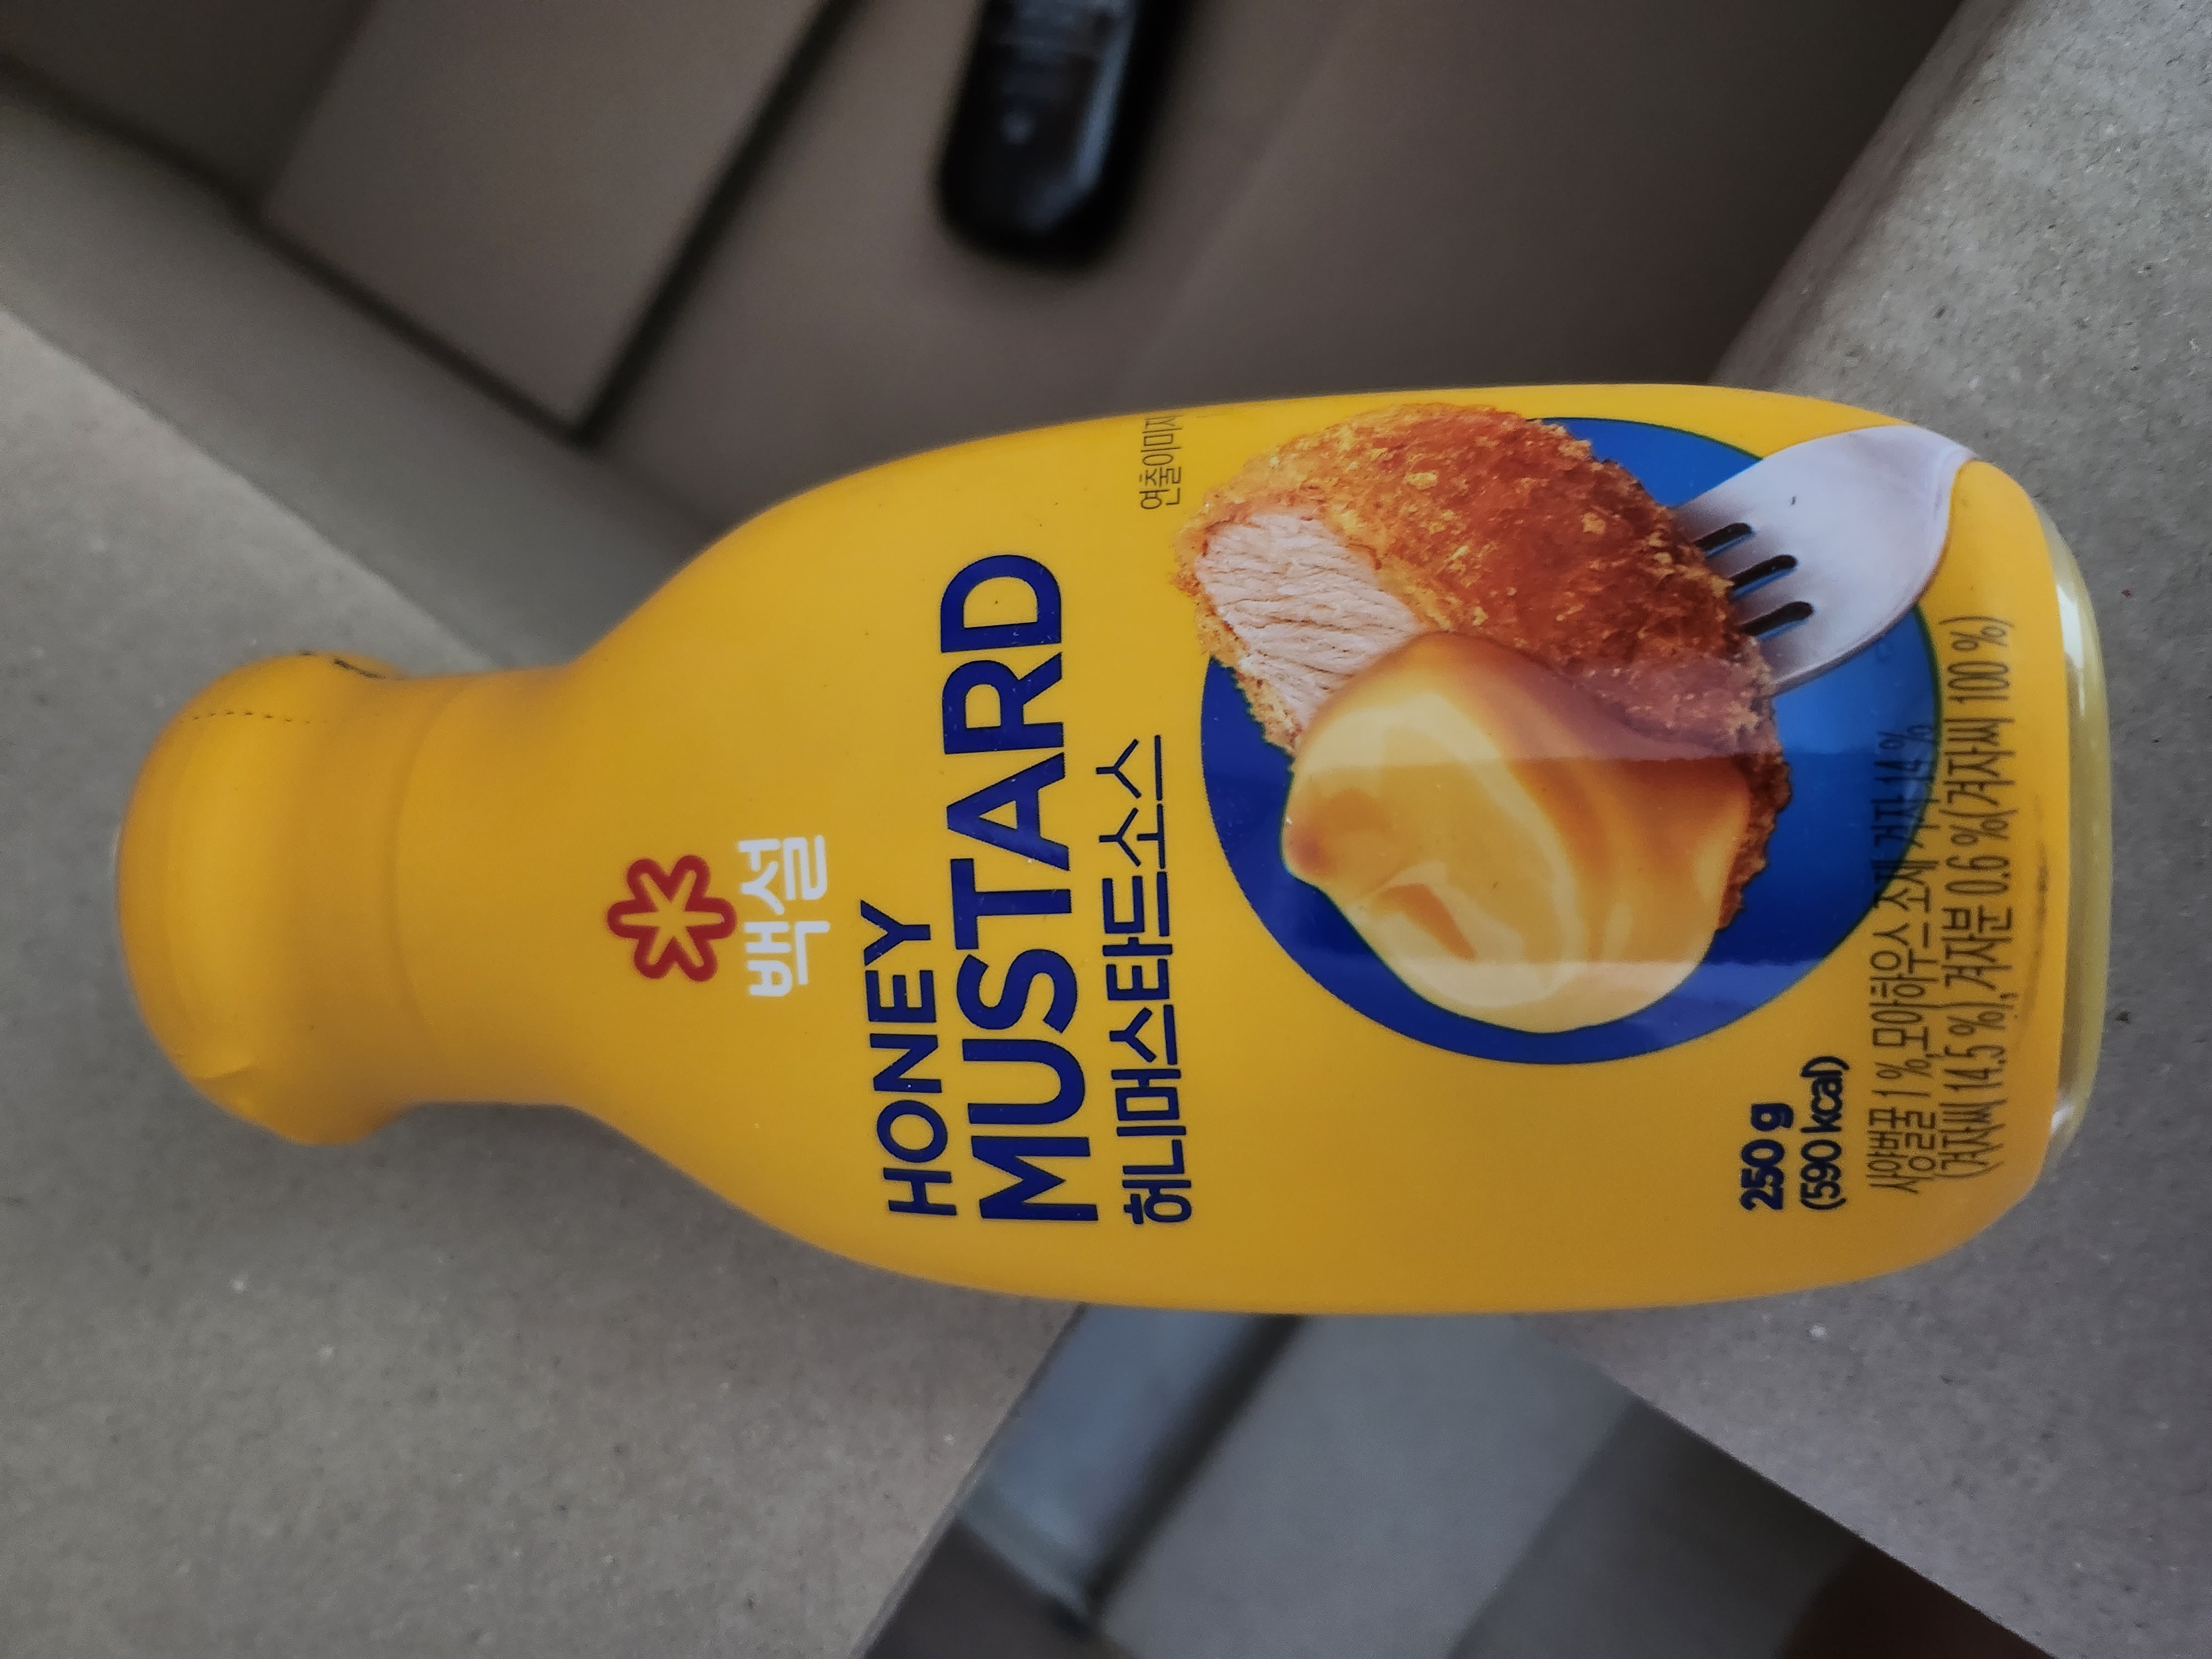 백설
HONEY
MUSTARD
허니머스타드소스
연출이미지
250 g
(590 kcal)
사양벌꿀 1 %, 모아하우스 소제 겨자 14 %
(겨자씨 14.5 %), 겨자분 0.6 %(겨자씨 100 %)